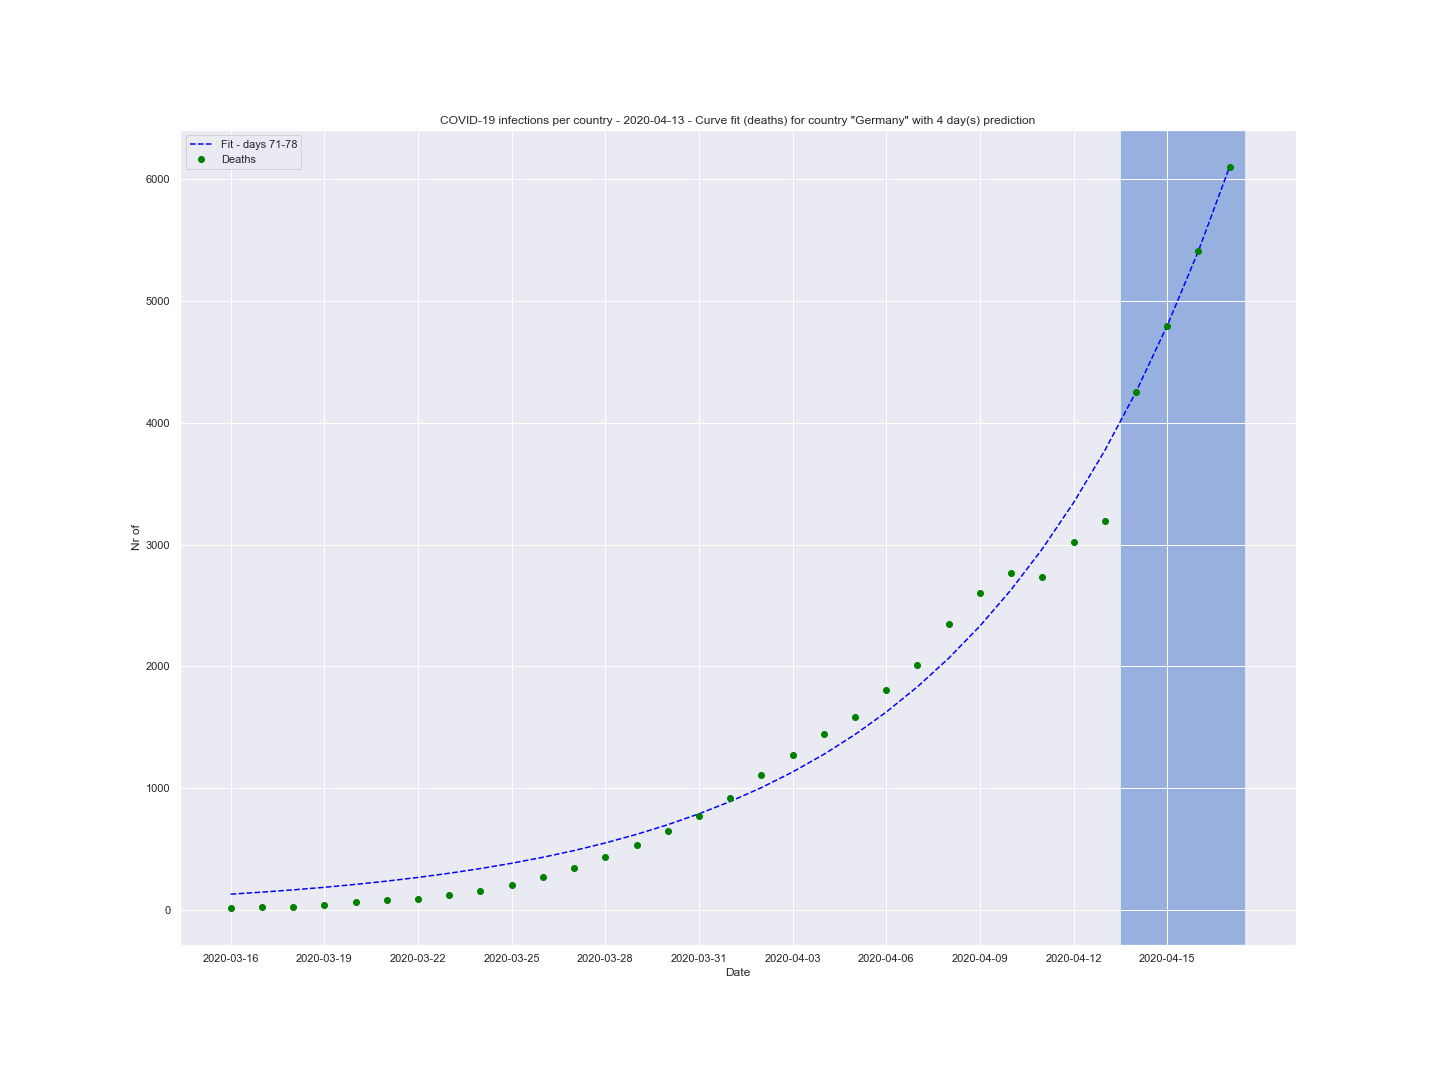 COVID-19 infections per country - 2020-04-13 - Curve fit (deaths) for country "Germany" with 4 day(s) prediction
Fit - days 71-78
Deaths
6000
5000
4000
3000
2000
1000
0
Nr of
2020-03-16 2020-03-19 2020-03-22 2020-03-25 2020-03-28 2020-03-31 2020-04-03 2020-04-06 2020-04-09 2020-04-12 2020-04-15
Date